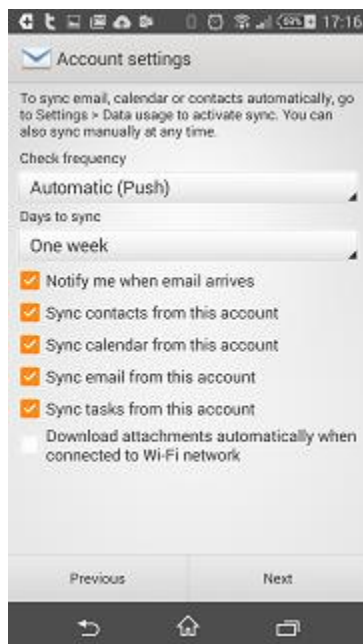 69% 17:16
Account settings
To sync email, calendar or contacts automatically, go
to Settings > Data usage to activate sync. You can
also sync manually at any time.
Check frequency
Automatic (Push)
Days to sync
One week
Notify me when email arrives
Sync contacts from this account
Sync calendar from this account
Sync email from this account
Sync tasks from this account
Download attachments automatically when
connected to Wi-Fi network
Previous Next